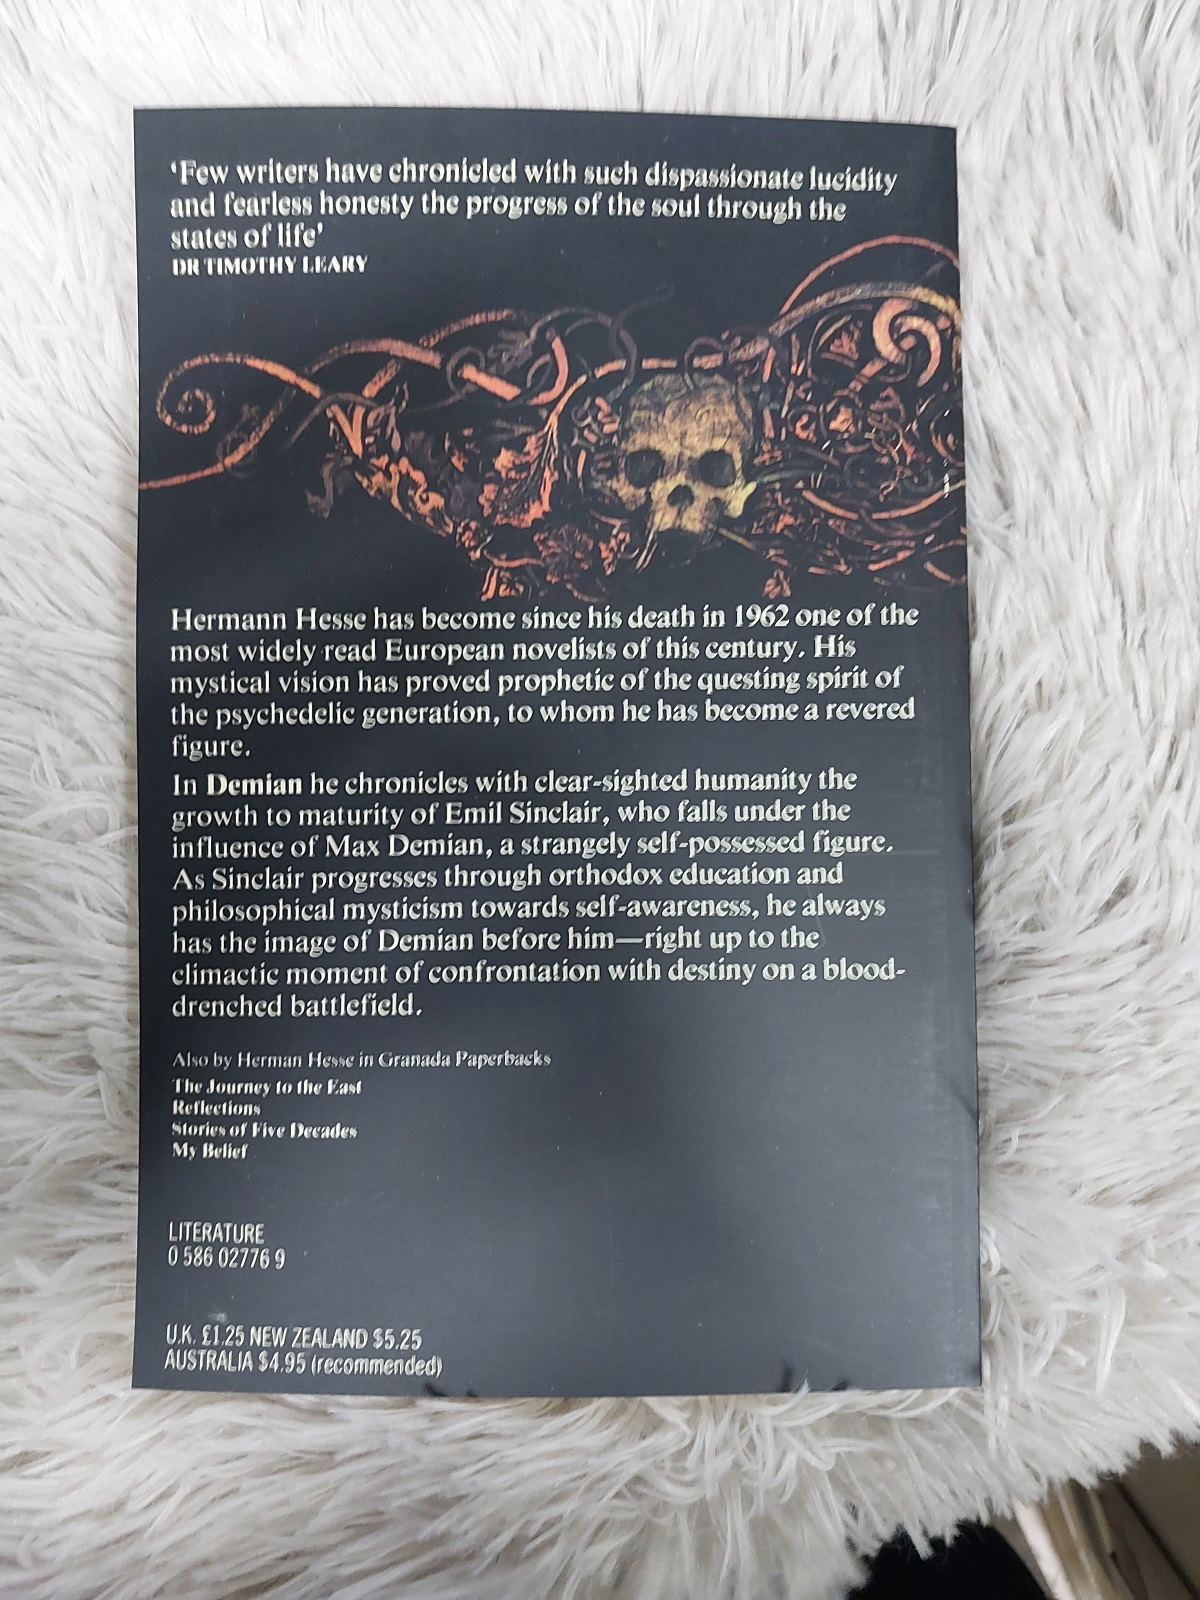 ‘Few writers have chronicled with such dispassionate lucidity
and fearless honesty the progress of the soul through the
states of life’
DR TIMOTHY LEARY
Hermann Hesse has become since his death in 1962 one of the
most widely read European novelists of this century. His
mystical vision has proved prophetic of the questing spirit of
the psychedelic generation, to whom he has become a revered
figure.
In Demian he chronicles with clear-sighted humanity the
growth to maturity of Emil Sinclair, who falls under the
influence of Max Demian, a strangely self-possessed figure.
As Sinclair progresses through orthodox education and
philosophical mysticism towards self-awareness, he always
has the image of Demian before him—right up to the
climactic moment of confrontation with destiny on a blood-
drenched battlefield.
Also by Herman Hesse in Granada Paperbacks
The Journey to the East
Reflections
Stories of Five Decades
My Belief
LITERATURE
0 586 02776 9
U.K. £1.25 NEW ZEALAND $5.25
AUSTRALIA $4.95 (recommended)